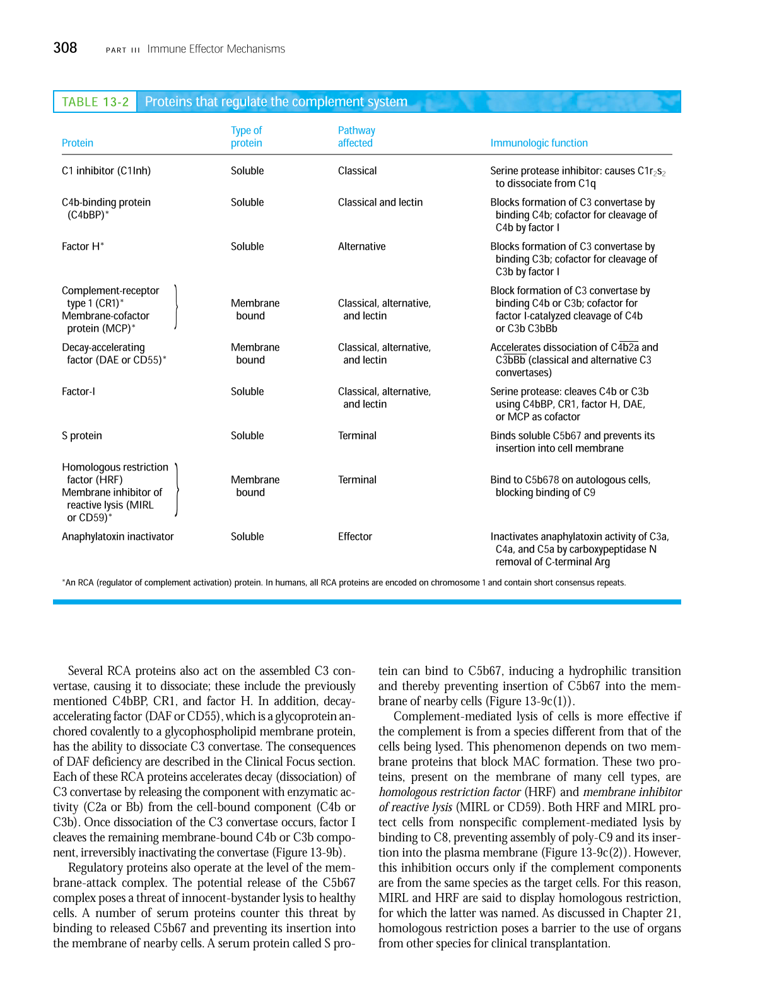 308 PART III Immune Effector Mechanisms
TABLE 13-2 Proteins that regulate the complement system
Type of Pathway
Protein protein affected Immunologic function
C1 inhibitor (C1Inh) Soluble Classical Serine protease inhibitor: causes C1r₂s₂
to dissociate from C1q
C4b-binding protein Soluble Classical and lectin Blocks formation of C3 convertase by
(C4bBP)* binding C4b; cofactor for cleavage of
C4b by factor I
Factor H* Soluble Alternative Blocks formation of C3 convertase by
binding C3b; cofactor for cleavage of
C3b by factor I
Complement-receptor Block formation of C3 convertase by
type 1 (CR1)* Membrane Classical, alternative, binding C4b or C3b; cofactor for
Membrane-cofactor bound and lectin factor I-catalyzed cleavage of C4b
protein (MCP)* or C3b C3bBb
Decay-accelerating Membrane Classical, alternative, Accelerates dissociation of C4b2a and
factor (DAE or CD55)* bound and lectin C3bBb (classical and alternative C3
convertases)
Factor-I Soluble Classical, alternative, Serine protease: cleaves C4b or C3b
and lectin using C4bBP, CR1, factor H, DAE,
or MCP as cofactor
S protein Soluble Terminal Binds soluble C5b67 and prevents its
insertion into cell membrane
Homologous restriction
factor (HRF) Membrane Terminal Bind to C5b678 on autologous cells,
Membrane inhibitor of bound blocking binding of C9
reactive lysis (MIRL
or CD59)*
Anaphylatoxin inactivator Soluble Effector Inactivates anaphylatoxin activity of C3a,
C4a, and C5a by carboxypeptidase N
removal of C-terminal Arg
*An RCA (regulator of complement activation) protein. In humans, all RCA proteins are encoded on chromosome 1 and contain short consensus repeats.
Several RCA proteins also act on the assembled C3 con-
vertase, causing it to dissociate; these include the previously
mentioned C4bBP, CR1, and factor H. In addition, decay-
accelerating factor (DAF or CD55), which is a glycoprotein an-
chored covalently to a glycophospholipid membrane protein,
has the ability to dissociate C3 convertase. The consequences
of DAF deficiency are described in the Clinical Focus section.
Each of these RCA proteins accelerates decay (dissociation) of
C3 convertase by releasing the component with enzymatic ac-
tivity (C2a or Bb) from the cell-bound component (C4b or
C3b). Once dissociation of the C3 convertase occurs, factor I
cleaves the remaining membrane-bound C4b or C3b compo-
nent, irreversibly inactivating the convertase (Figure 13-9b).
Regulatory proteins also operate at the level of the mem-
brane-attack complex. The potential release of the C5b67
complex poses a threat of innocent-bystander lysis to healthy
cells. A number of serum proteins counter this threat by
binding to released C5b67 and preventing its insertion into
the membrane of nearby cells. A serum protein called S pro-
tein can bind to C5b67, inducing a hydrophilic transition
and thereby preventing insertion of C5b67 into the mem-
brane of nearby cells (Figure 13-9c(1)).
Complement-mediated lysis of cells is more effective if
the complement is from a species different from that of the
cells being lysed. This phenomenon depends on two mem-
brane proteins that block MAC formation. These two pro-
teins, present on the membrane of many cell types, are
homologous restriction factor (HRF) and membrane inhibitor
of reactive lysis (MIRL or CD59). Both HRF and MIRL pro-
tect cells from nonspecific complement-mediated lysis by
binding to C8, preventing assembly of poly-C9 and its inser-
tion into the plasma membrane (Figure 13-9c(2)). However,
this inhibition occurs only if the complement components
are from the same species as the target cells. For this reason,
MIRL and HRF are said to display homologous restriction,
for which the latter was named. As discussed in Chapter 21,
homologous restriction poses a barrier to the use of organs
from other species for clinical transplantation.